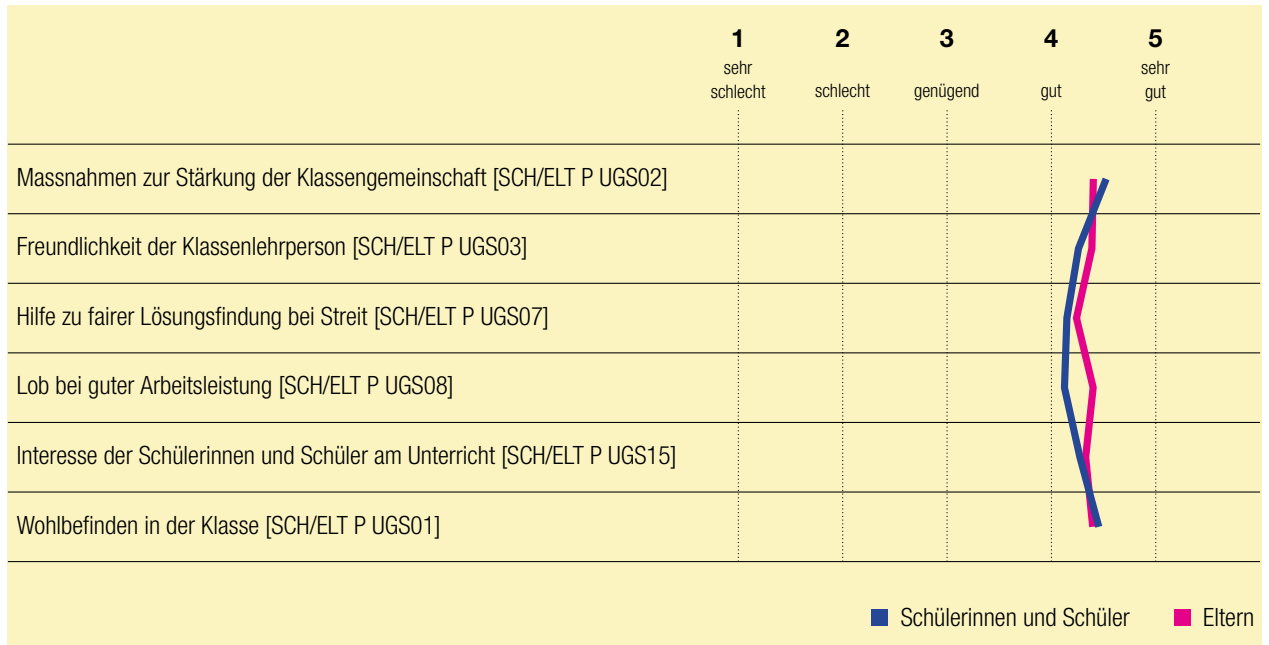 1 2 3 4 5
sehr schlecht schlecht genügend gut sehr gut
Massnahmen zur Stärkung der Klassengemeinschaft [SCH/ELT P UGS02]
Freundlichkeit der Klassenlehrperson [SCH/ELT P UGS03]
Hilfe zu fairer Lösungsfindung bei Streit [SCH/ELT P UGS07]
Lob bei guter Arbeitsleistung [SCH/ELT P UGS08]
Interesse der Schülerinnen und Schüler am Unterricht [SCH/ELT P UGS15]
Wohlbefinden in der Klasse [SCH/ELT P UGS01]
Schülerinnen und Schüler Eltern